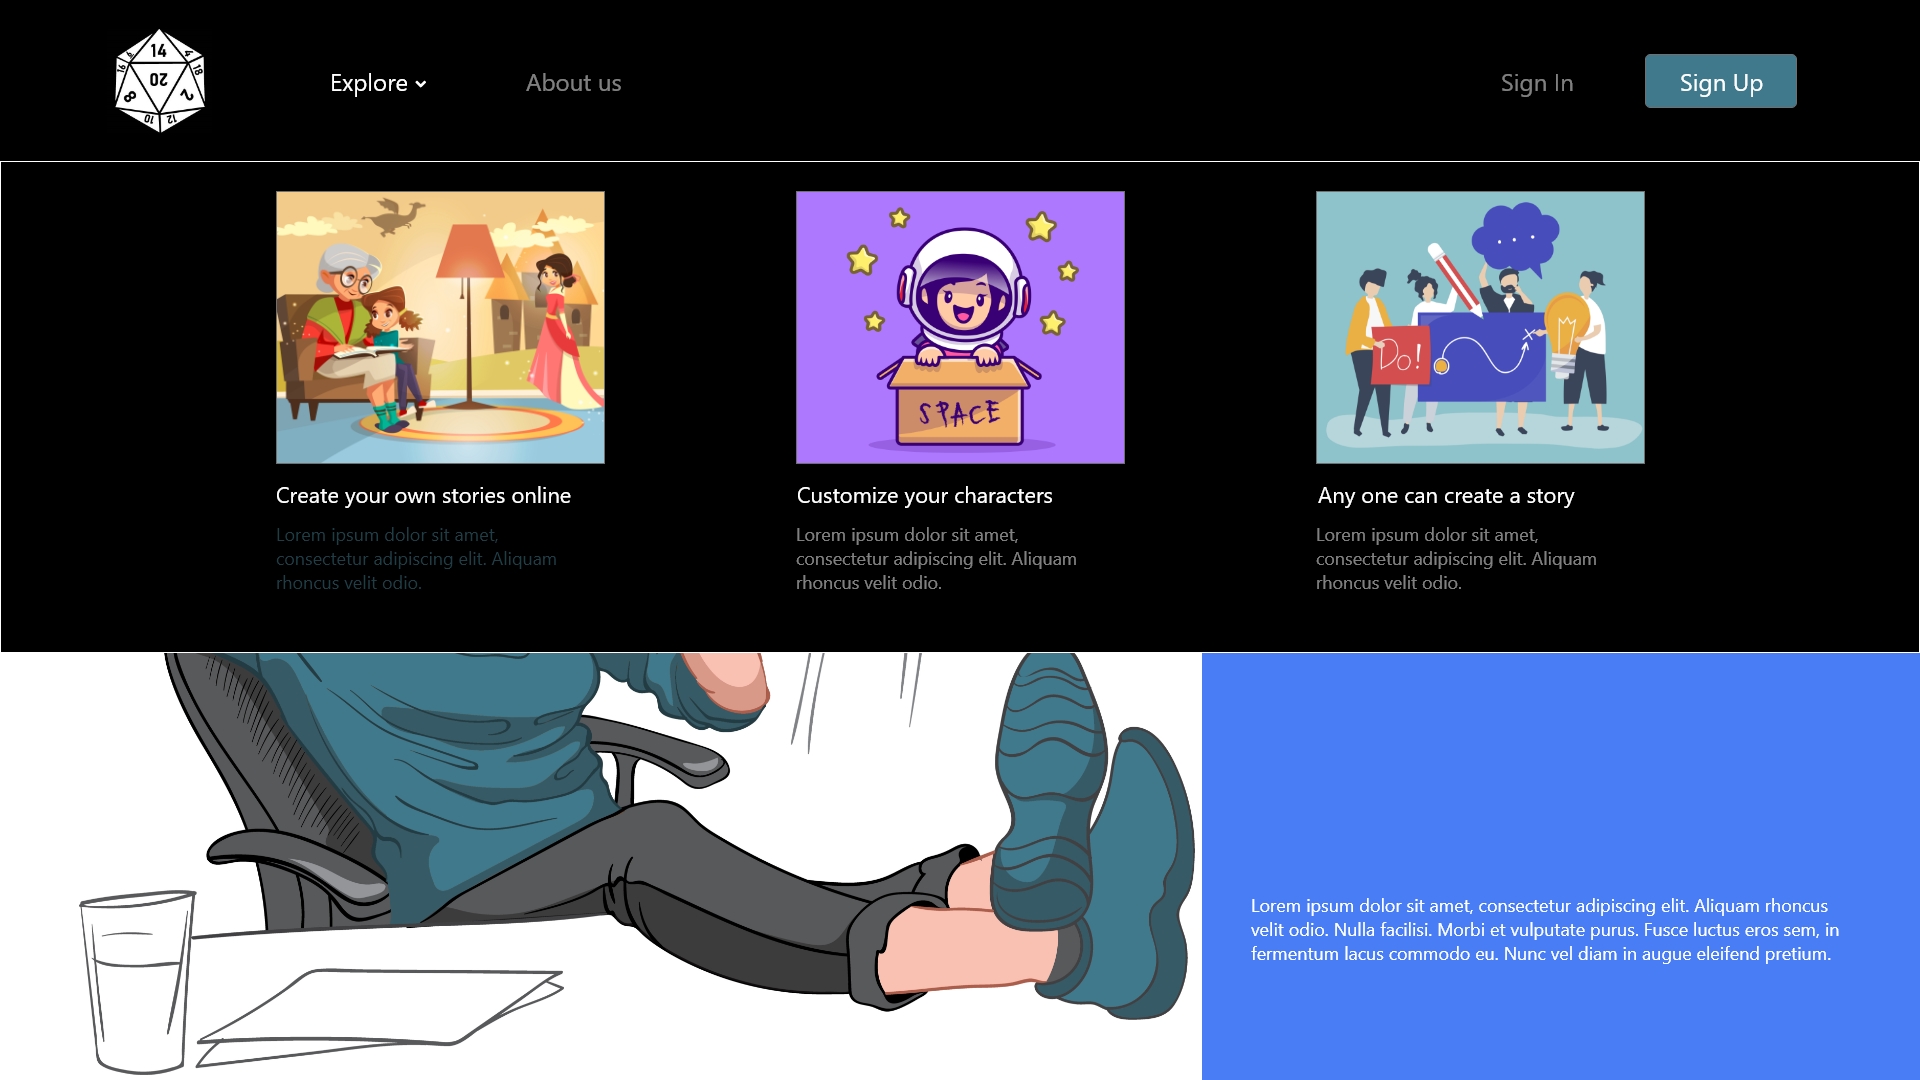 14
4
6
16
18
20
8
2
10
12
Explore
About us
Sign In
Sign Up
SPACE
Do!
Create your own stories online
Lorem ipsum dolor sit amet,
consectetur adipiscing elit. Aliquam
rhoncus velit odio.
Customize your characters
Lorem ipsum dolor sit amet,
consectetur adipiscing elit. Aliquam
rhoncus velit odio.
Any one can create a story
Lorem ipsum dolor sit amet,
consectetur adipiscing elit. Aliquam
rhoncus velit odio.
Lorem ipsum dolor sit amet, consectetur adipiscing elit. Aliquam rhoncus
velit odio. Nulla facilisi. Morbi et vulputate purus. Fusce luctus eros sem, in
fermentum lacus commodo eu. Nunc vel diam in augue eleifend pretium.